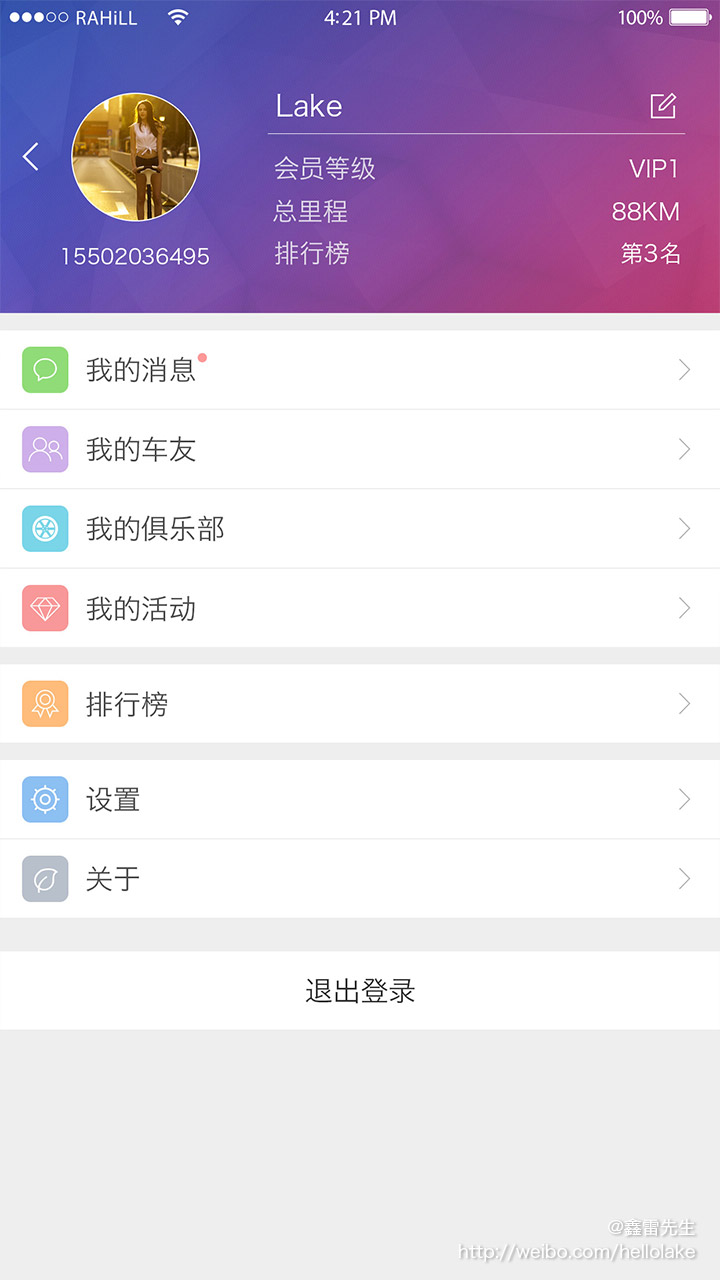 RAHiLL 4:21 PM 100%
Lake
会员等级 VIP1
总里程 88KM
排行榜 第3名
15502036495
我的消息
我的车友
我的俱乐部
我的活动
排行榜
设置
关于
退出登录
@鑫雷先生
http://weibo.com/hellolake